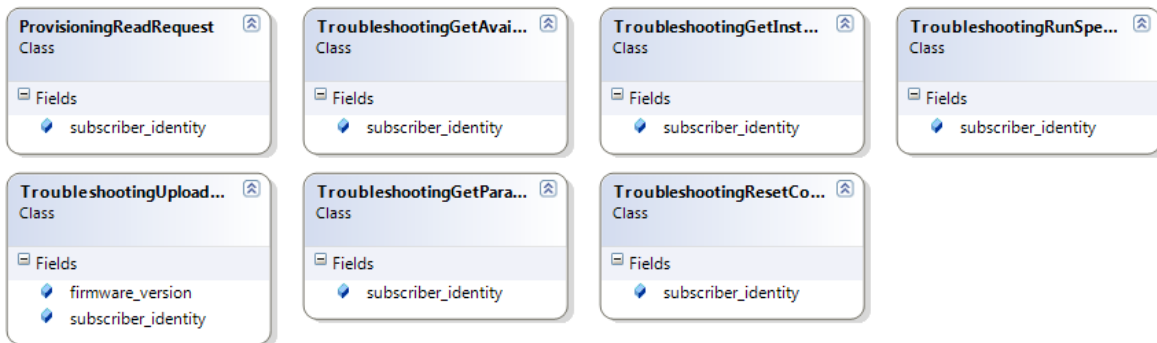 ProvisioningReadRequest
Class
Fields
subscriber_identity
TroubleshootingGetAvai...
Class
Fields
subscriber_identity
TroubleshootingGetInst...
Class
Fields
subscriber_identity
TroubleshootingRunSpe...
Class
Fields
subscriber_identity
TroubleshootingUpload...
Class
Fields
firmware_version
subscriber_identity
TroubleshootingGetPara...
Class
Fields
subscriber_identity
TroubleshootingResetCo...
Class
Fields
subscriber_identity